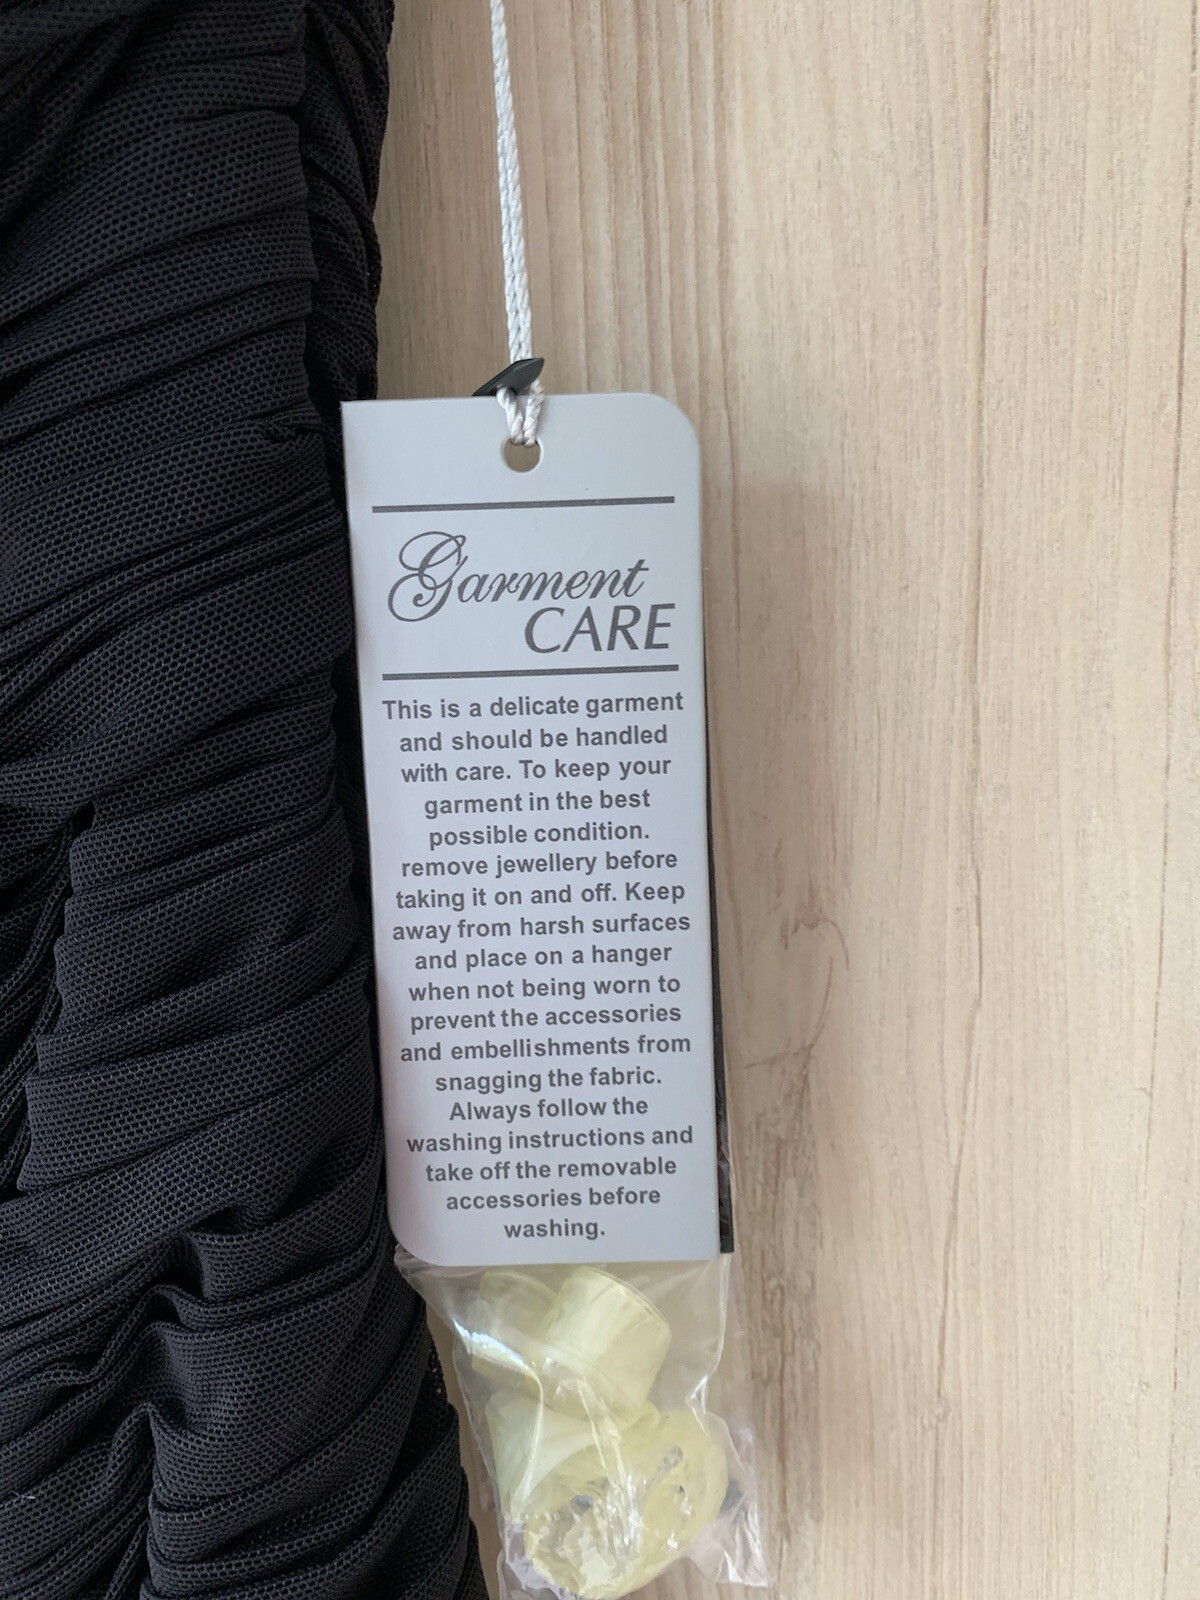 Garment
CARE
This is a delicate garment
and should be handled
with care. To keep your
garment in the best
possible condition.
remove jewellery before
taking it on and off. Keep
away from harsh surfaces
and place on a hanger
when not being worn to
prevent the accessories
and embellishments from
snagging the fabric.
Always follow the
washing instructions and
take off the removable
accessories before
washing.